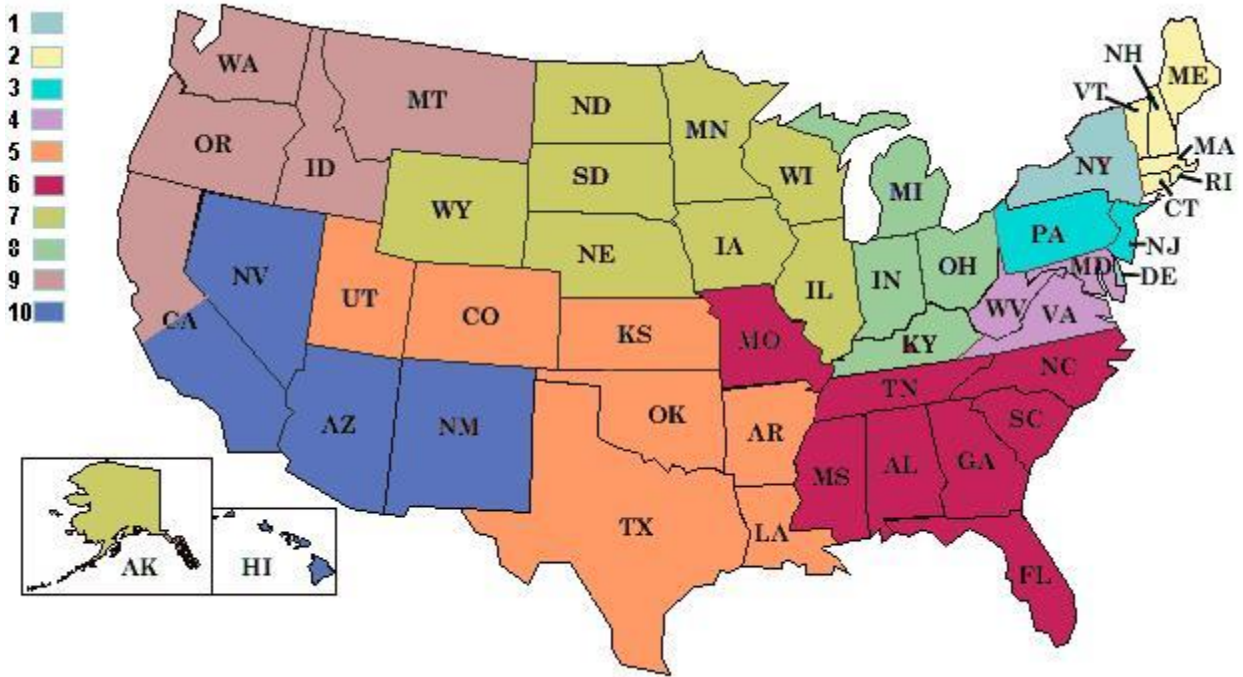 1
2
3
4
5
6
7
8
9
10
WA
MT
ND
MN
NH
ME
VT
OR
ID
SD
WI
MI
NY
MA
RI
CT
WY
NE
IA
PA
NJ
NV
UT
CO
IL
IN
OH
MD
DE
CA
KS
MO
WV
VA
KY
AZ
NM
OK
AR
TN
NC
SC
MS
AL
GA
TX
LA
AK
HI
FL